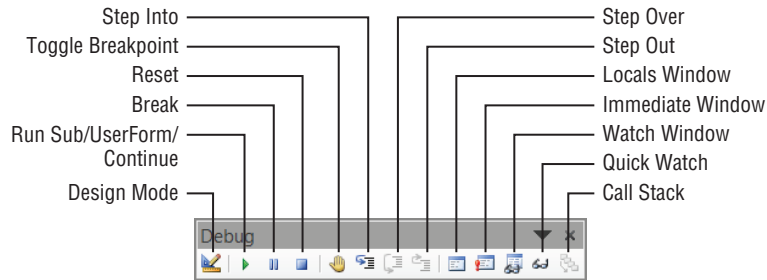 Step Into
Toggle Breakpoint
Reset
Break
Run Sub/UserForm/
Continue
Design Mode
Step Over
Step Out
Locals Window
Immediate Window
Watch Window
Quick Watch
Call Stack
Debug